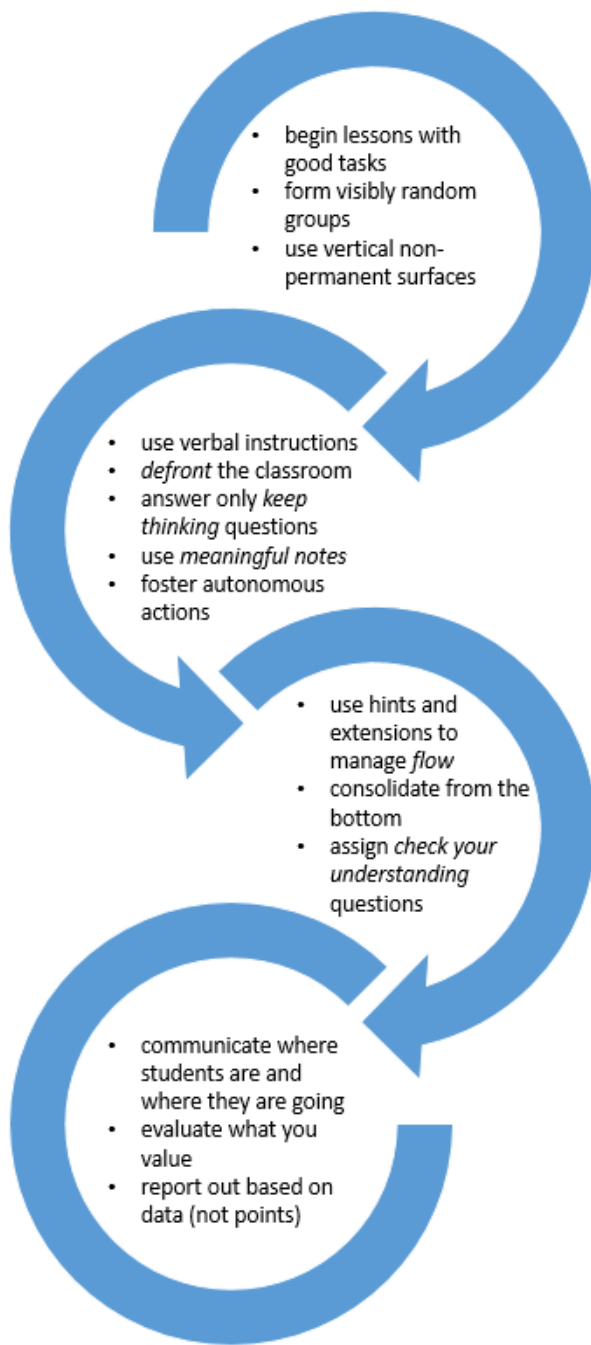 • begin lessons with
good tasks
• form visibly random
groups
• use vertical non-
permanent surfaces
• use verbal instructions
• defront the classroom
• answer only keep
thinking questions
• use meaningful notes
• foster autonomous
actions
• use hints and
extensions to
manage flow
• consolidate from the
bottom
• assign check your
understanding
questions
• communicate where
students are and
where they are going
• evaluate what you
value
• report out based on
data (not points)